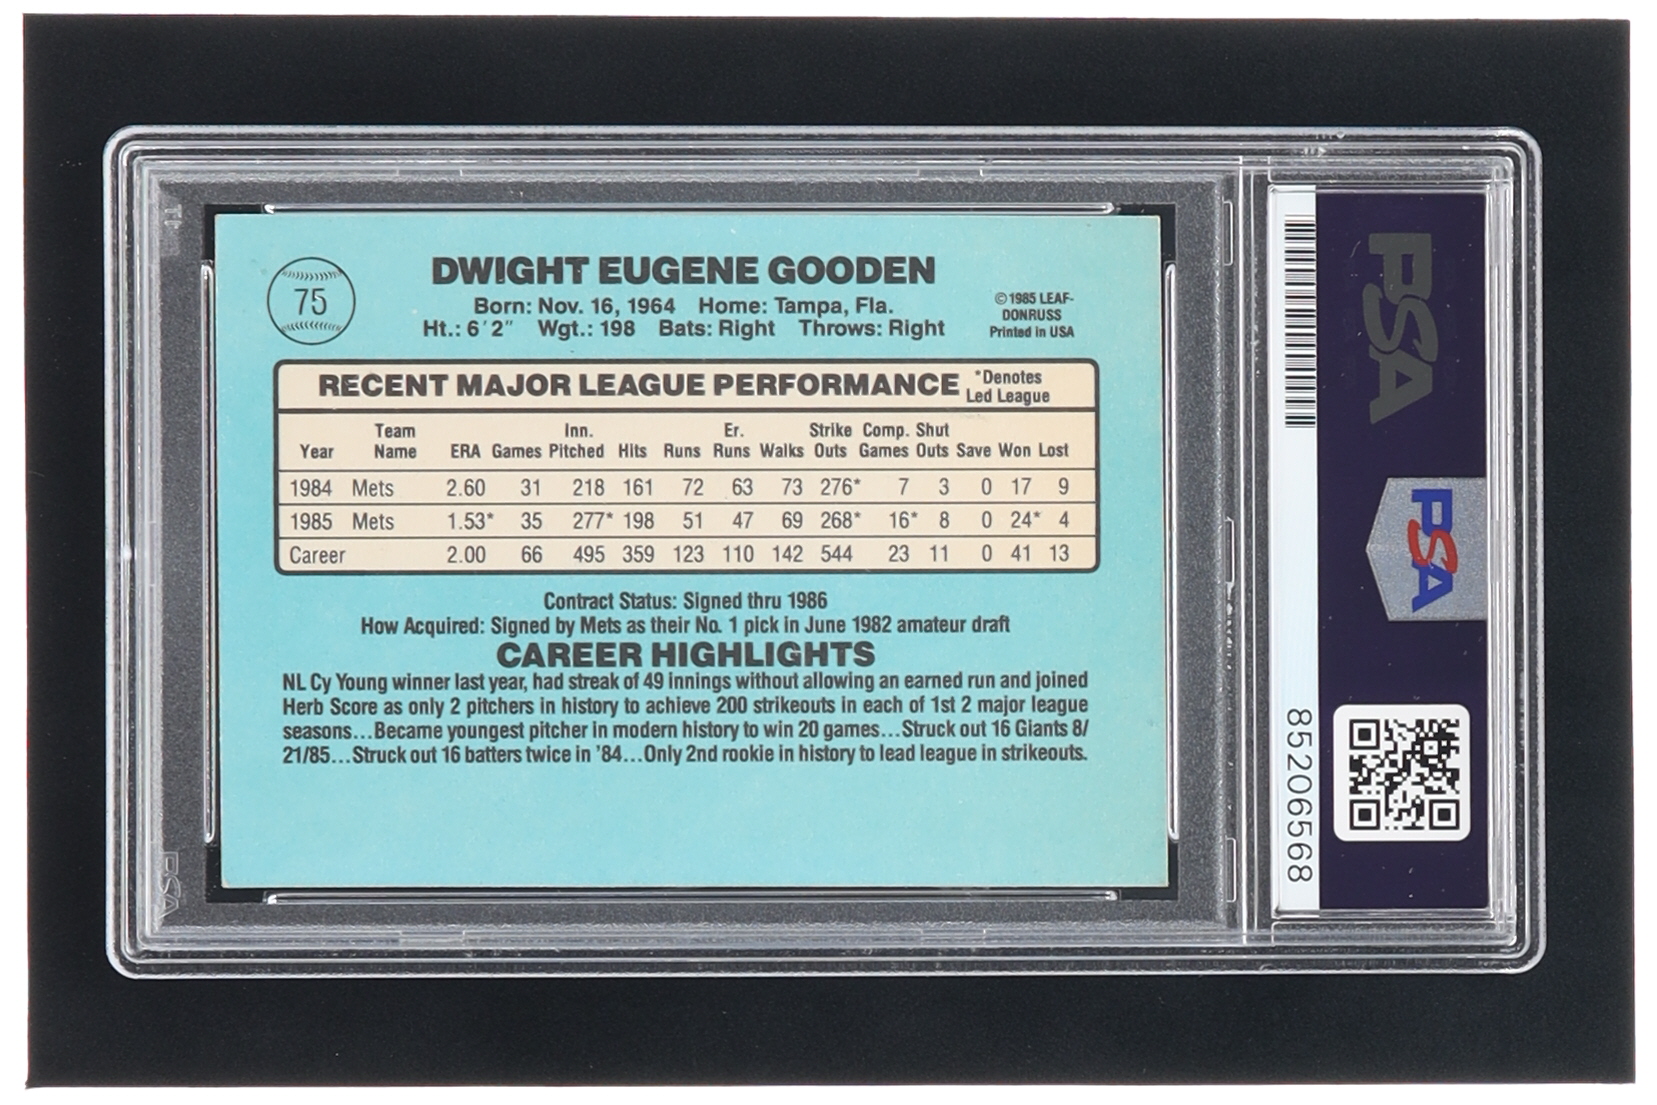 75
DWIGHT EUGENE GOODEN
Born: Nov. 16, 1964 Home: Tampa, Fla.
Ht.: 6'2" Wgt.: 198 Bats: Right Throws: Right
©1985 LEAF-
DONRUSS
Printed in USA
RECENT MAJOR LEAGUE PERFORMANCE
*Denotes
Led League
Year Team Name ERA Games Inn. Pitched Hits Runs Er. Runs Walks Strike Outs Comp. Games Shut Outs Save Won Lost
1984 Mets 2.60 31 218 161 72 63 73 276* 7 3 0 17 9
1985 Mets 1.53* 35 277* 198 51 47 69 268* 16* 8 0 24* 4
Career 2.00 66 495 359 123 110 142 544 23 11 0 41 13
Contract Status: Signed thru 1986
How Acquired: Signed by Mets as their No. 1 pick in June 1982 amateur draft
CAREER HIGHLIGHTS
NL Cy Young winner last year, had streak of 49 innings without allowing an earned run and joined
Herb Score as only 2 pitchers in history to achieve 200 strikeouts in each of 1st 2 major league
seasons...Became youngest pitcher in modern history to win 20 games...Struck out 16 Giants 8/
21/85...Struck out 16 batters twice in '84...Only 2nd rookie in history to lead league in strikeouts.
PSA
PSA
85206568
PSA